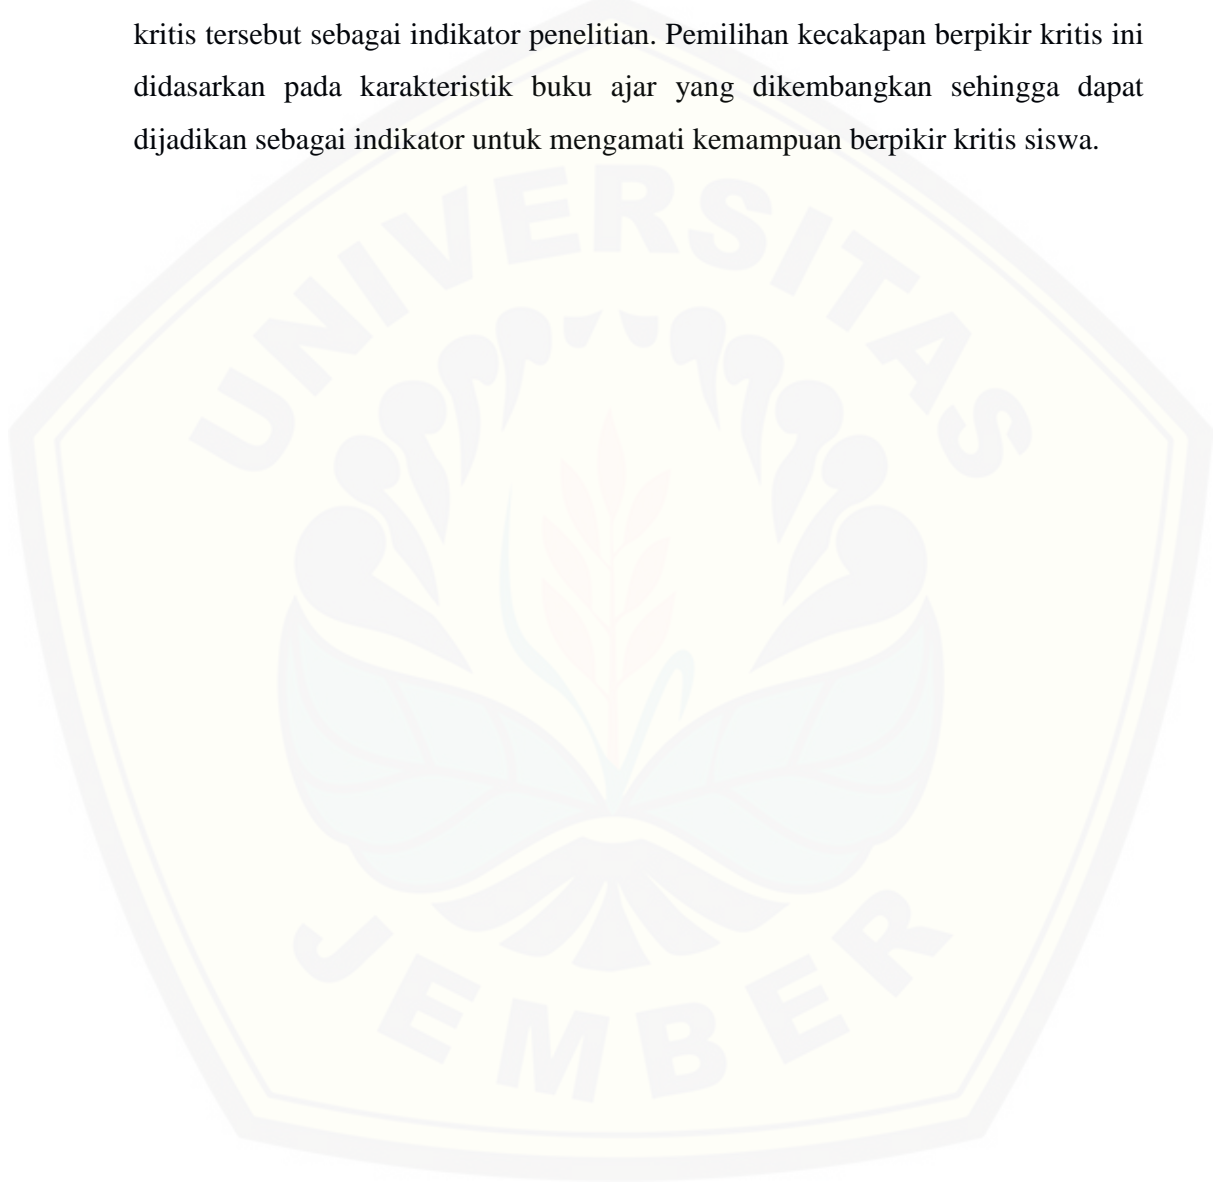 kritis tersebut sebagai indikator penelitian. Pemilihan kecakapan berpikir kritis ini
didasarkan pada karakteristik buku ajar yang dikembangkan sehingga dapat
dijadikan sebagai indikator untuk mengamati kemampuan berpikir kritis siswa.
UNIVERSITAS
JEMBER